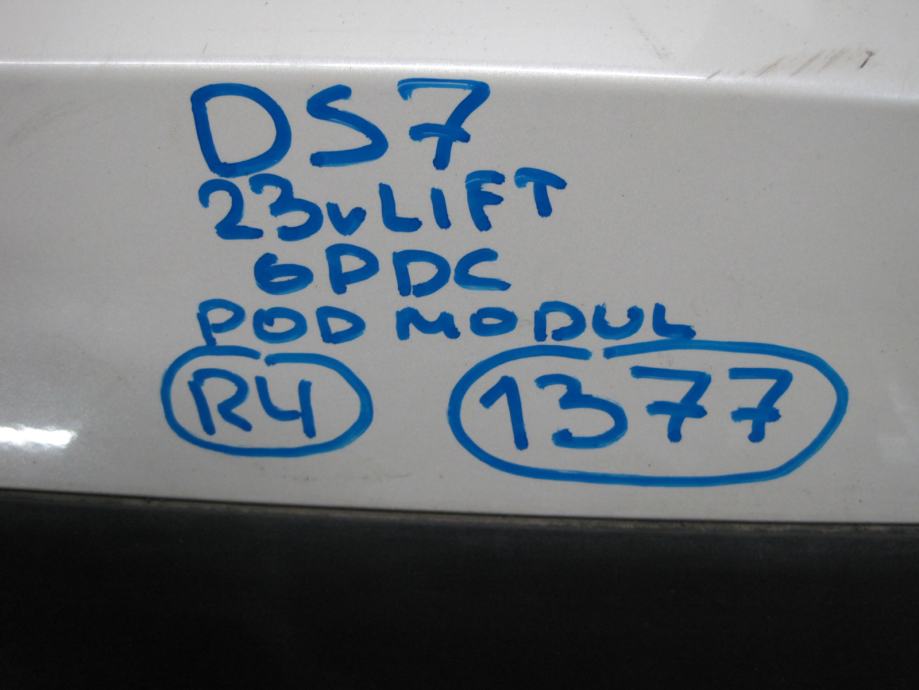 DS7
23vLIFT
6PDC
POD MODUL
R4 1377